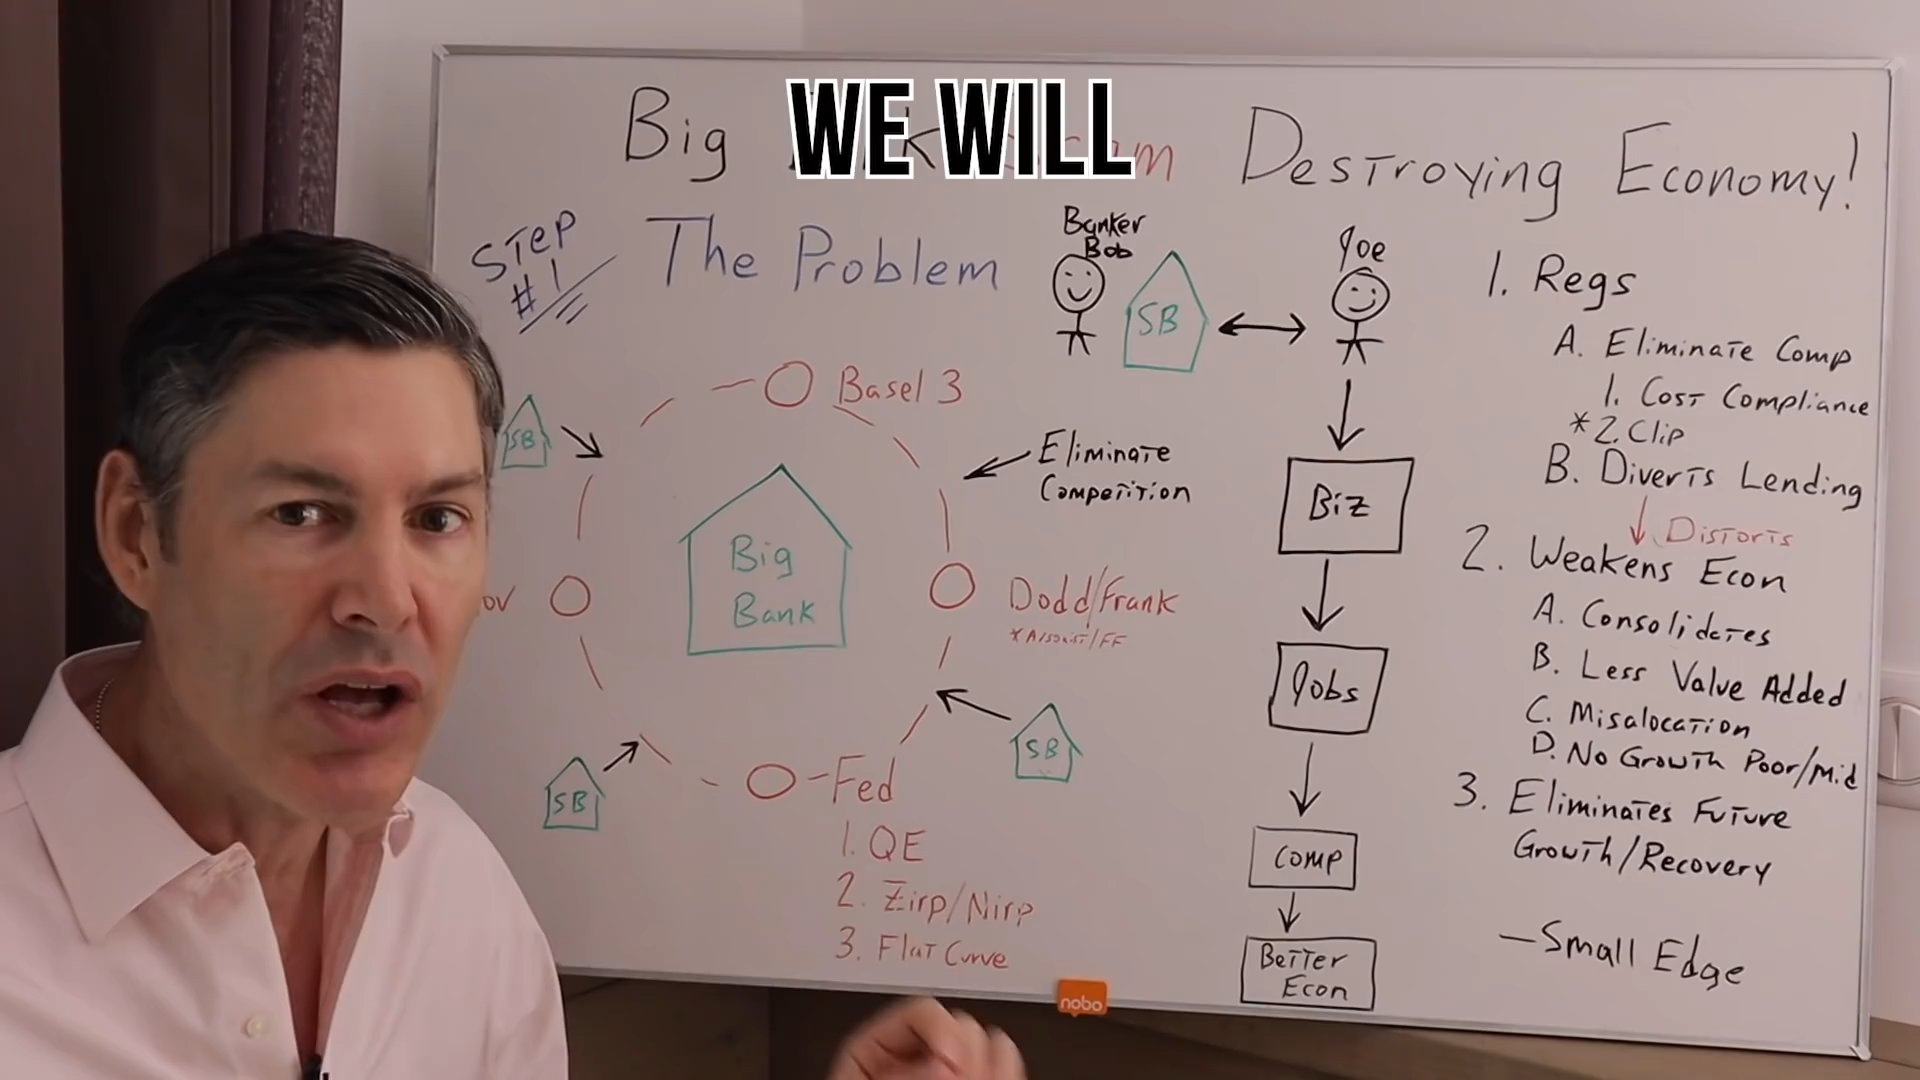 WE WILL
Big Destroying Economy!
STep
#1
The Problem
Banker
Bob
SB
Joe
Basel 3
SB
Eliminate
Competition
Big
Bank
ov
Dodd/Frank
SB
SB
Fed
1. QE
2. Zirp/Nirp
3. Flat Curve
Biz
Jobs
Comp
Better
Econ
1. Regs
A. Eliminate Comp
1. Cost Compliance
*2. Clip
B. Diverts Lending
Distorts
2. Weakens Econ
A. Consolidates
B. Less Value Added
C. Misalocation
D. No Growth Poor/Mid
3. Eliminates Future
Growth/Recovery
—Small Edge
nobo